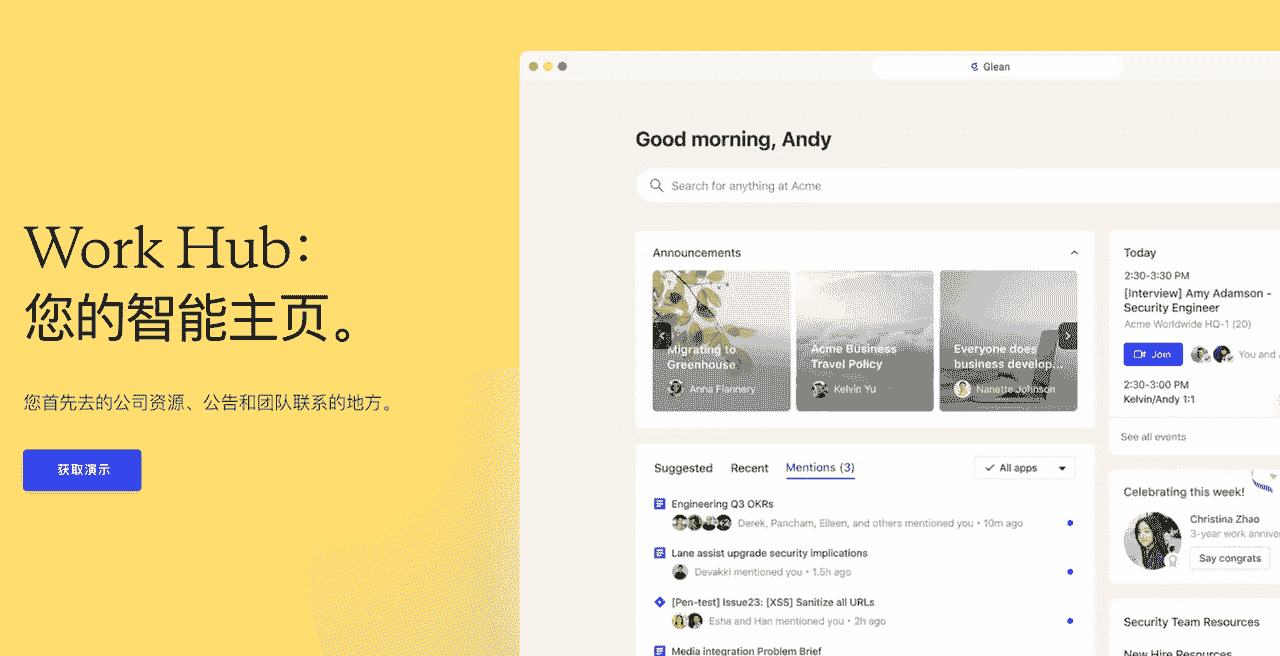 Work Hub:
您的智能主页。
您首先去的公司资源、公告和团队联系的地方。
获取演示
Glean
Good morning, Andy
Search for anything at Acme
Announcements
Migrating to
Greenhouse
Anna Flannery
Acme Business
Travel Policy
Kelvin Yu
Everyone does
business develop...
Nanette Johnson
Suggested Recent Mentions (3)
All apps
Engineering Q3 OKRs
Derek, Pancham, Eileen, and others mentioned you • 10m ago
Lane assist upgrade security implications
Devakki mentioned you • 1.5h ago
[Pen-test] Issue23: [XSS] Sanitize all URLs
Esha and Han mentioned you • 2h ago
Media integration Problem Brief
Today
2:30-3:30 PM
[Interview] Amy Adamson -
Security Engineer
Acme Worldwide HQ-1 (20)
Join
You and
2:30-3:00 PM
Kelvin/Andy 1:1
See all events
Celebrating this week!
Christina Zhao
3-year work
Say congrats
Security Team Resources
New Hire Resources